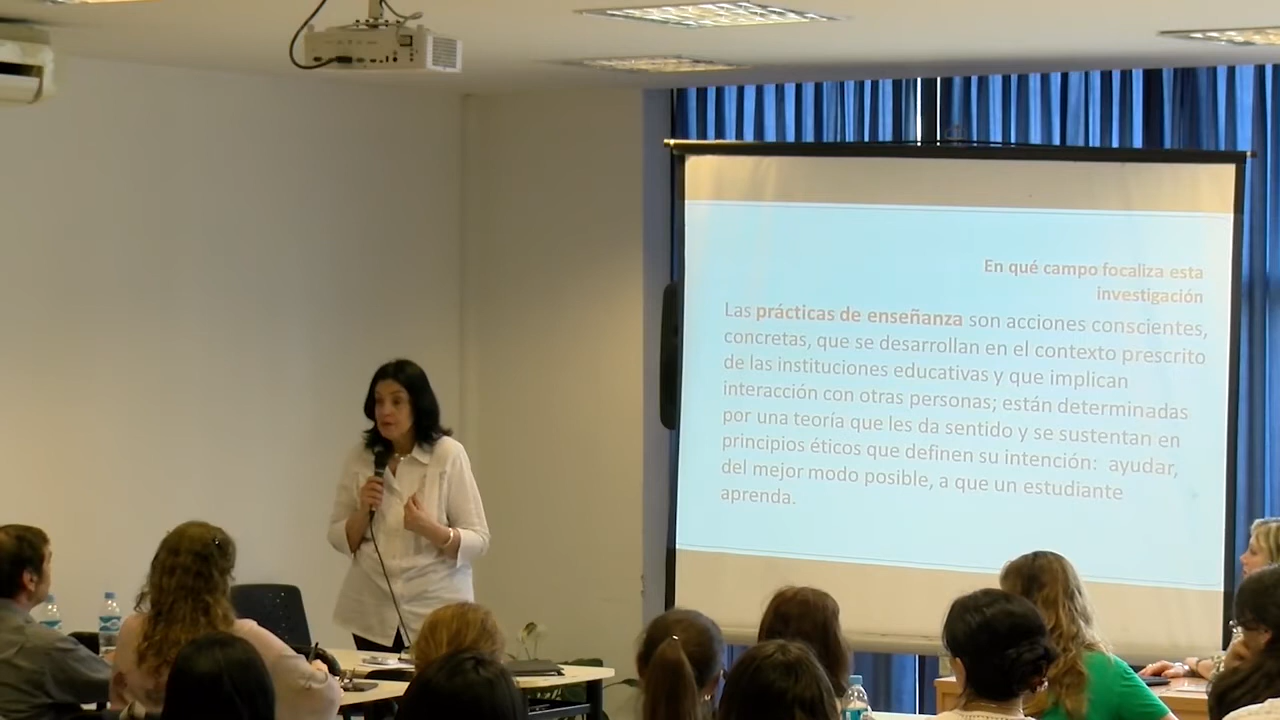 En qué campo focaliza esta
investigación
Las prácticas de enseñanza son acciones conscientes,
concretas, que se desarrollan en el contexto prescrito
de las instituciones educativas y que implican
interacción con otras personas; están determinadas
por una teoría que les da sentido y se sustentan en
principios éticos que definen su intención: ayudar,
del mejor modo posible, a que un estudiante
aprenda.